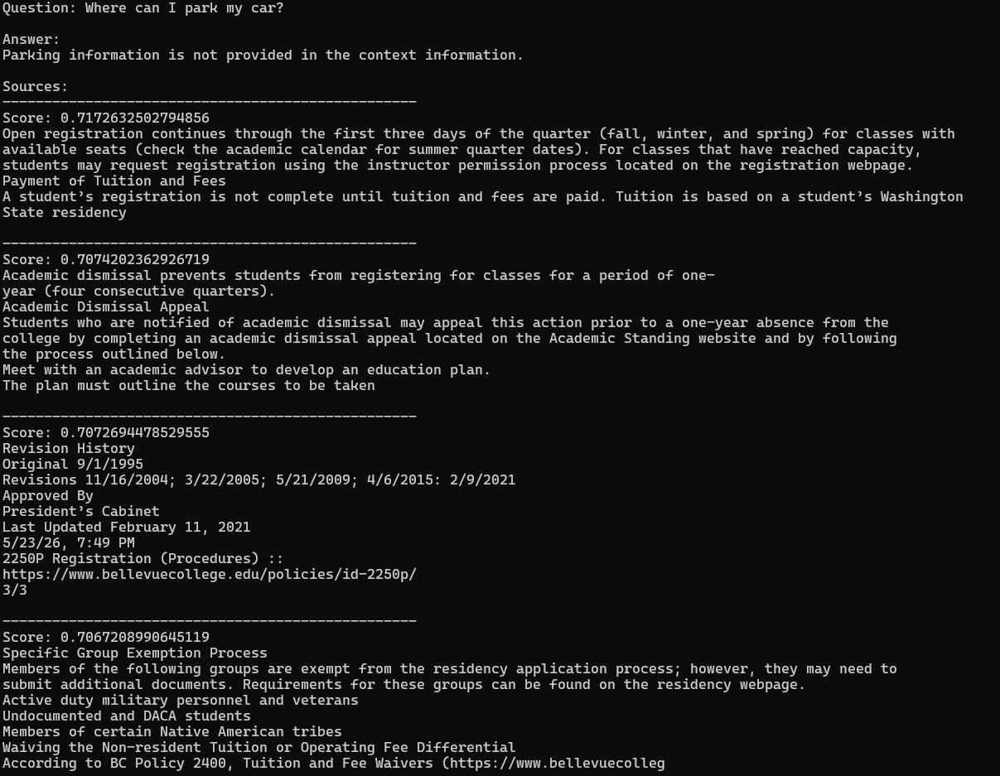 Question: Where can I park my car?
Answer:
Parking information is not provided in the context information.
Sources:
--------------------------------------------------
Score: 0.7172632502794856
Open registration continues through the first three days of the quarter (fall, winter, and spring) for classes with
available seats (check the academic calendar for summer quarter dates). For classes that have reached capacity,
students may request registration using the instructor permission process located on the registration webpage.
Payment of Tuition and Fees
A student’s registration is not complete until tuition and fees are paid. Tuition is based on a student’s Washington
State residency
--------------------------------------------------
Score: 0.7074202362926719
Academic dismissal prevents students from registering for classes for a period of one-
year (four consecutive quarters).
Academic Dismissal Appeal
Students who are notified of academic dismissal may appeal this action prior to a one-year absence from the
college by completing an academic dismissal appeal located on the Academic Standing website and by following
the process outlined below.
Meet with an academic advisor to develop an education plan.
The plan must outline the courses to be taken
--------------------------------------------------
Score: 0.7072694478529555
Revision History
Original 9/1/1995
Revisions 11/16/2004; 3/22/2005; 5/21/2009; 4/6/2015: 2/9/2021
Approved By
President’s Cabinet
Last Updated February 11, 2021
5/23/26, 7:49 PM
2250P Registration (Procedures) ::
https://www.bellevuecollege.edu/policies/id-2250p/
3/3
--------------------------------------------------
Score: 0.7067208990645119
Specific Group Exemption Process
Members of the following groups are exempt from the residency application process; however, they may need to
submit additional documents. Requirements for these groups can be found on the residency webpage.
Active duty military personnel and veterans
Undocumented and DACA students
Members of certain Native American tribes
Waiving the Non-resident Tuition or Operating Fee Differential
According to BC Policy 2400, Tuition and Fee Waivers (https://www.bellevuecolleg